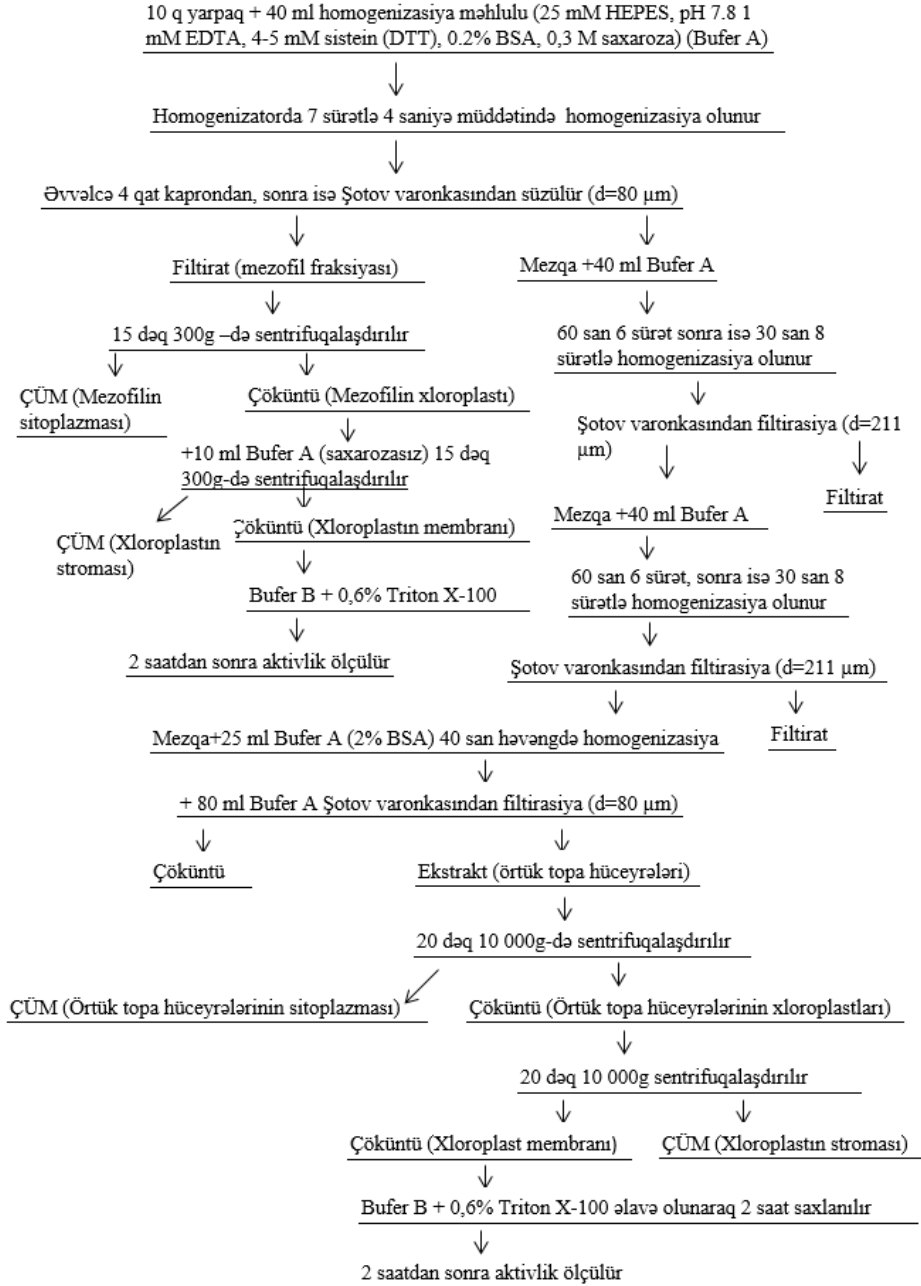 10 q yarpaq + 40 ml homogenizasiya məhlulu (25 mM HEPES, pH 7.8 1
mM EDTA, 4-5 mM sistein (DTT), 0.2% BSA, 0,3 M saxaroza) (Bufer A)
Homogenizatorda 7 sürətlə 4 saniyə müddətində homogenizasiya olunur
Əvvəlcə 4 qat kaprondan, sonra isə Şotov varonkasından süzülür (d=80 µm)
Filtirat (mezofil fraksiyası)
Mezqa +40 ml Bufer A
15 dəq 300g –də sentrifuqalaşdırılır
60 san 6 sürət sonra isə 30 san 8
sürətlə homogenizasiya olunur
ÇÜM (Mezofilin
sitoplazması)
Çöküntü (Mezofilin xloroplastı)
Şotov varonkasından filtirasiya (d=211
µm)
+10 ml Bufer A (saxarozasız) 15 dəq
300g-də sentrifuqalaşdırılır
Filtirat
Mezqa +40 ml Bufer A
ÇÜM (Xloroplastın
stroması)
Çöküntü (Xloroplastın membranı)
60 san 6 sürət, sonra isə 30 san 8
sürətlə homogenizasiya olunur
Bufer B + 0,6% Triton X-100
2 saatdan sonra aktivlik ölçülür
Şotov varonkasından filtirasiya (d=211 µm)
Mezqa+25 ml Bufer A (2% BSA) 40 san həvəngdə homogenizasiya
Filtirat
+ 80 ml Bufer A Şotov varonkasından filtirasiya (d=80 µm)
Çöküntü
Ekstrakt (örtük topa hüceyrələri)
20 dəq 10 000g-də sentrifuqalaşdırılır
ÇÜM (Örtük topa hüceyrələrinin sitoplazması)
Çöküntü (Örtük topa hüceyrələrinin xloroplastları)
20 dəq 10 000g sentrifuqalaşdırılır
Çöküntü (Xloroplast membranı)
ÇÜM (Xloroplastın stroması)
Bufer B + 0,6% Triton X-100 əlavə olunaraq 2 saat saxlanılır
2 saatdan sonra aktivlik ölçülür